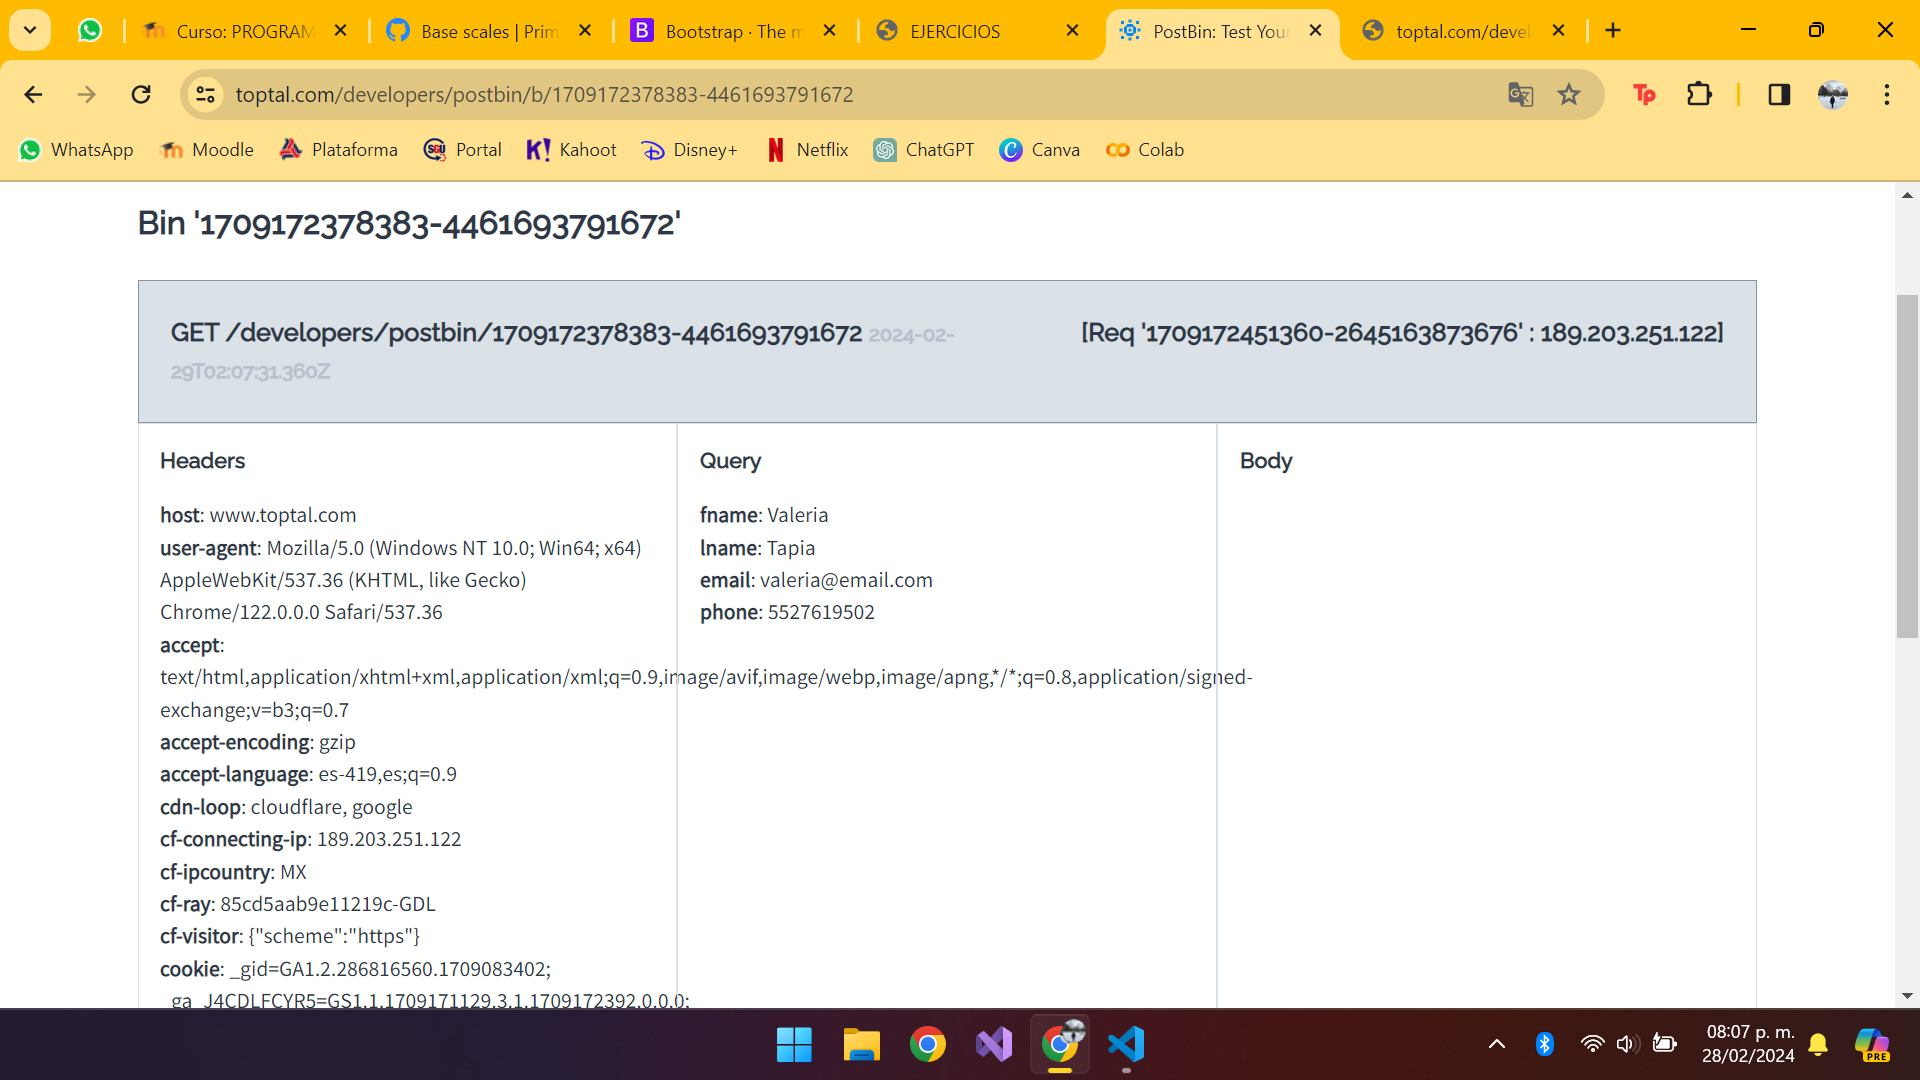 Curso: PROGRAM
Base scales | Prim
Bootstrap · The m
EJERCICIOS
PostBin: Test Your
toptal.com/devel
toptal.com/developers/postbin/b/1709172378383-4461693791672
WhatsApp Moodle Plataforma Portal Kahoot Disney+ Netflix ChatGPT Canva Colab
Bin '1709172378383-4461693791672'
GET /developers/postbin/1709172378383-4461693791672 2024-02-
29T02:07:31.360Z
[Req '1709172451360-2645163873676' : 189.203.251.122]
Headers
host: www.toptal.com
user-agent: Mozilla/5.0 (Windows NT 10.0; Win64; x64)
AppleWebKit/537.36 (KHTML, like Gecko)
Chrome/122.0.0.0 Safari/537.36
accept:
text/html,application/xhtml+xml,application/xml;q=0.9,image/avif,image/webp,image/apng,*/*;q=0.8,application/signed-
exchange;v=b3;q=0.7
accept-encoding: gzip
accept-language: es-419,es;q=0.9
cdn-loop: cloudflare, google
cf-connecting-ip: 189.203.251.122
cf-ipcountry: MX
cf-ray: 85cd5aab9e11219c-GDL
cf-visitor: {"scheme":"https"}
cookie: _gid=GA1.2.286816560.1709083402;
_ga_J4CDLFCYR5=GS1.1.1709171129.3.1.1709172392.0.0.0;
Query
fname: Valeria
lname: Tapia
email: valeria@email.com
phone: 5527619502
Body
08:07 p. m.
28/02/2024
PRE